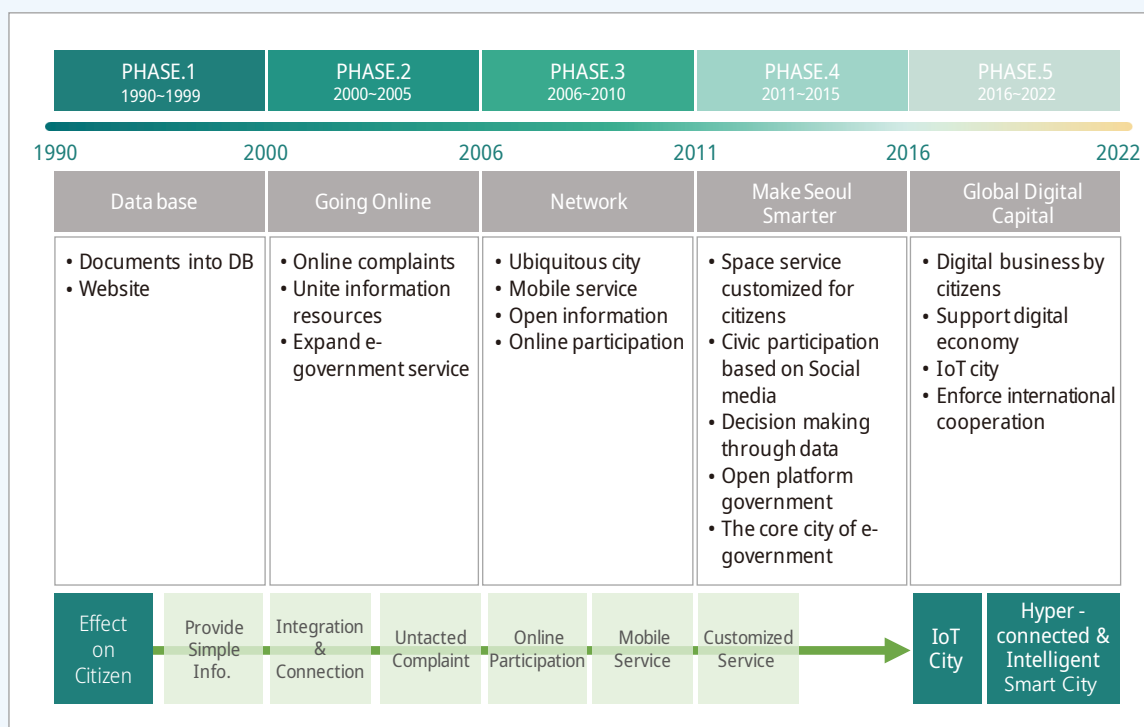 PHASE.1
1990~1999
PHASE.2
2000~2005
PHASE.3
2006~2010
PHASE.4
2011~2015
PHASE.5
2016~2022
1990
2000
2006
2011
2016
2022
Data base
Going Online
Network
Make Seoul
Smarter
Global Digital
Capital
• Documents into DB
• Website
• Online complaints
• Unite information
resources
• Expand e-
government service
• Ubiquitous city
• Mobile service
• Open information
• Online participation
• Space service
customized for
citizens
• Civic participation
based on Social
media
• Decision making
through data
• Open platform
government
• The core city of e-
government
• Digital business by
citizens
• Support digital
economy
• IoT city
• Enforce international
cooperation
Effect
on
Citizen
Provide
Simple
Info.
Integration
&
Connection
Untacted
Complaint
Online
Participation
Mobile
Service
Customized
Service
IoT
City
Hyper -
connected &
Intelligent
Smart City